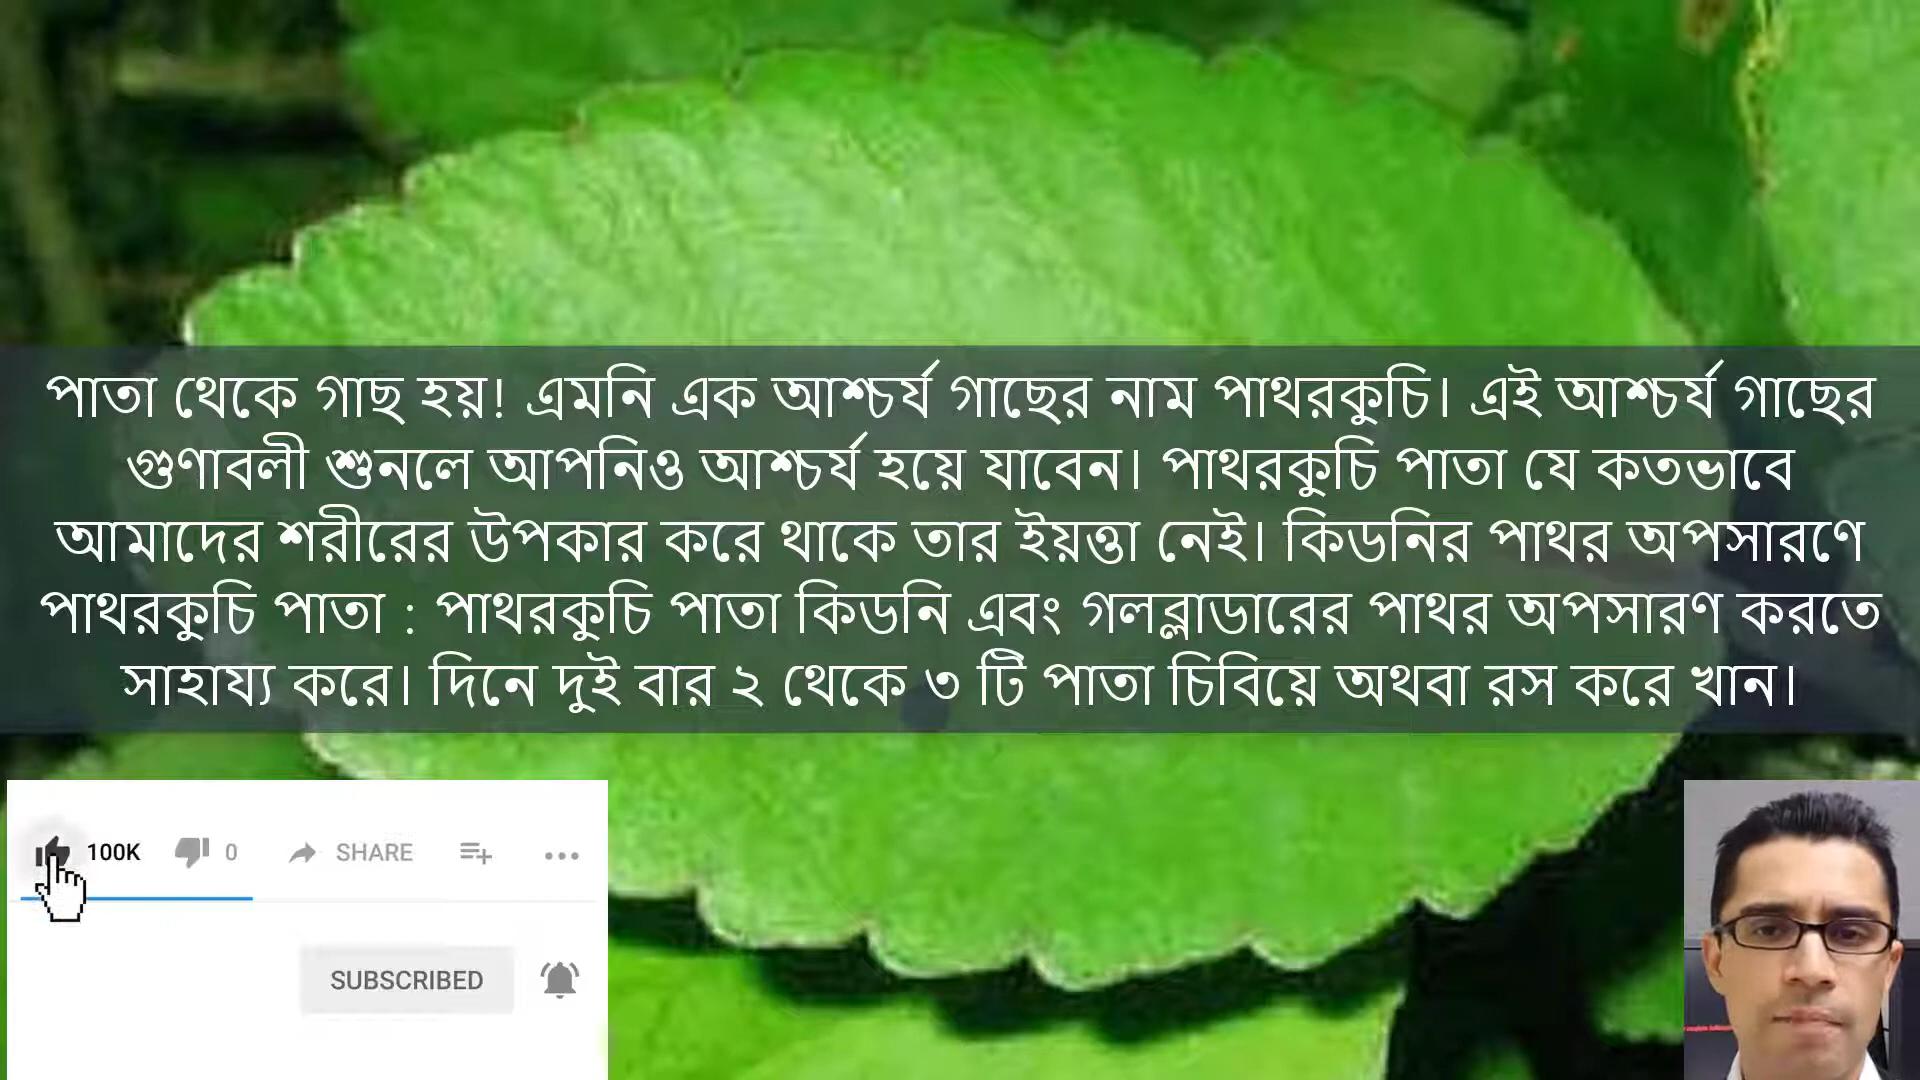 পাতা থেকে গাছ হয়! এমনি এক আশ্চর্য গাছের নাম পাথরকুচি। এই আশ্চর্য গাছের
গুণাবলী শুনলে আপনিও আশ্চর্য হয়ে যাবেন। পাথরকুচি পাতা যে কতভাবে
আমাদের শরীরের উপকার করে থাকে তার ইয়ত্তা নেই। কিডনির পাথর অপসারণে
পাথরকুচি পাতা : পাথরকুচি পাতা কিডনি এবং গলব্লাডারের পাথর অপসারণ করতে
সাহায্য করে। দিনে দুই বার ২ থেকে ৩ টি পাতা চিবিয়ে অথবা রস করে খান।
100K 0 SHARE
SUBSCRIBED